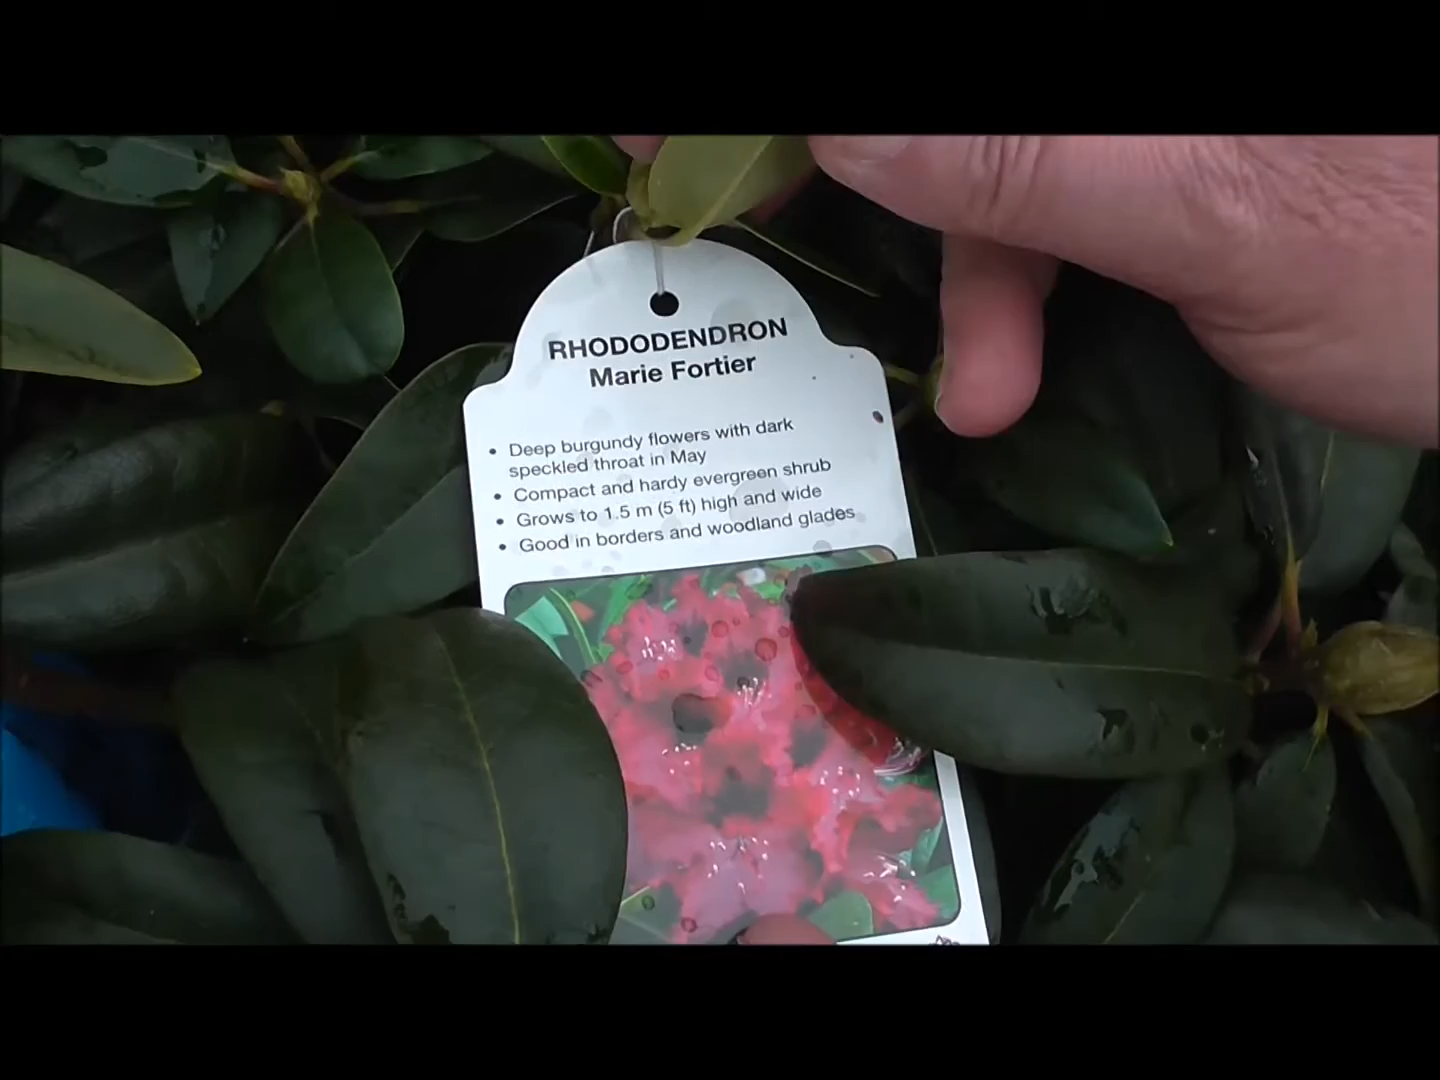 RHODODENDRON
Marie Fortier
• Deep burgundy flowers with dark
speckled throat in May
• Compact and hardy evergreen shrub
• Grows to 1.5 m (5 ft) high and wide
• Good in borders and woodland glades